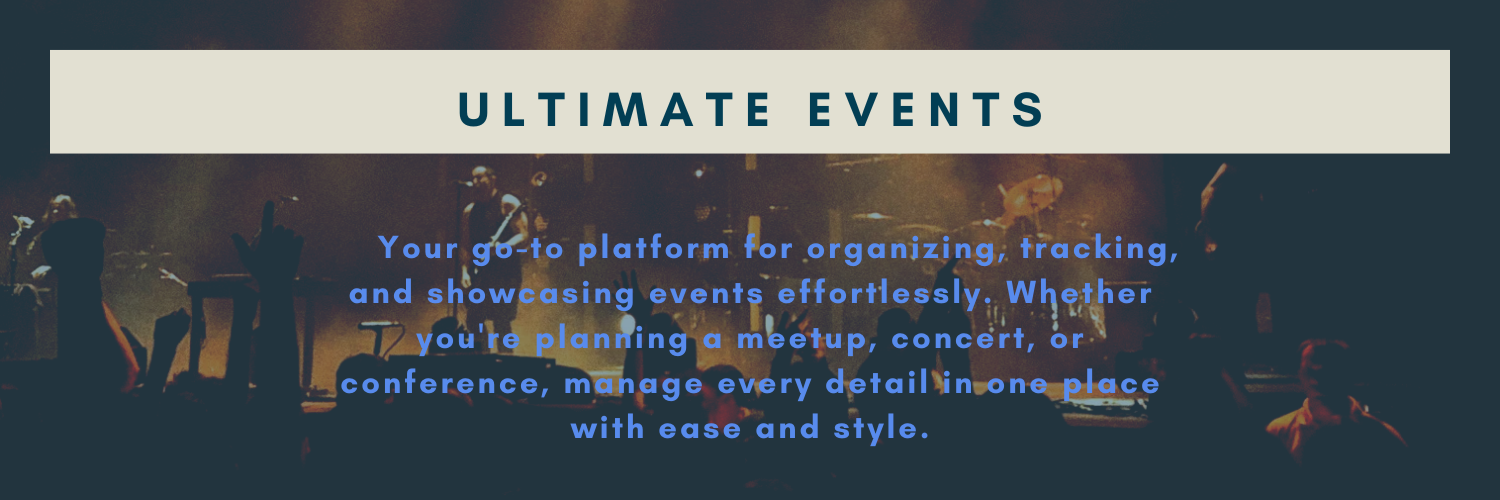 ULTIMATE EVENTS
Your go-to platform for organizing, tracking,
and showcasing events effortlessly. Whether
you're planning a meetup, concert, or
conference, manage every detail in one place
with ease and style.